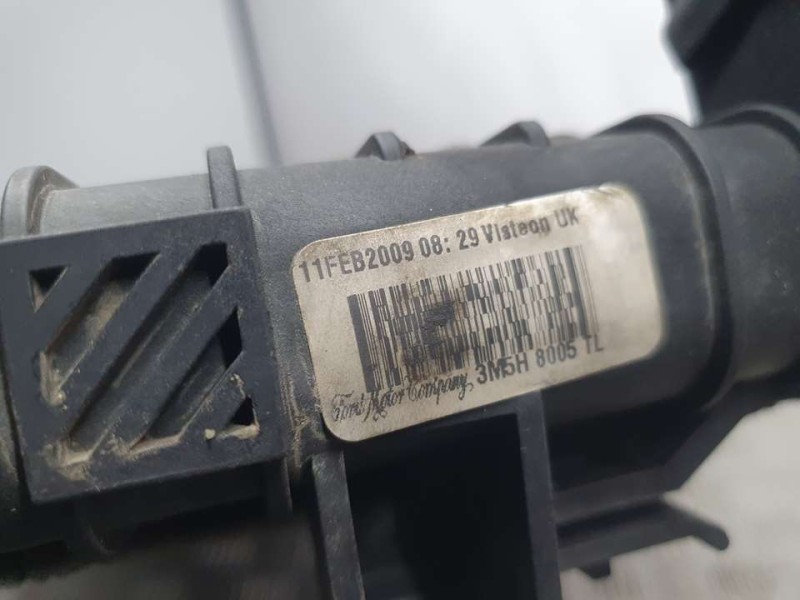 11FEB2009 08:29 Visteon UK
Ford Motor Company
3M5H 8005 TL